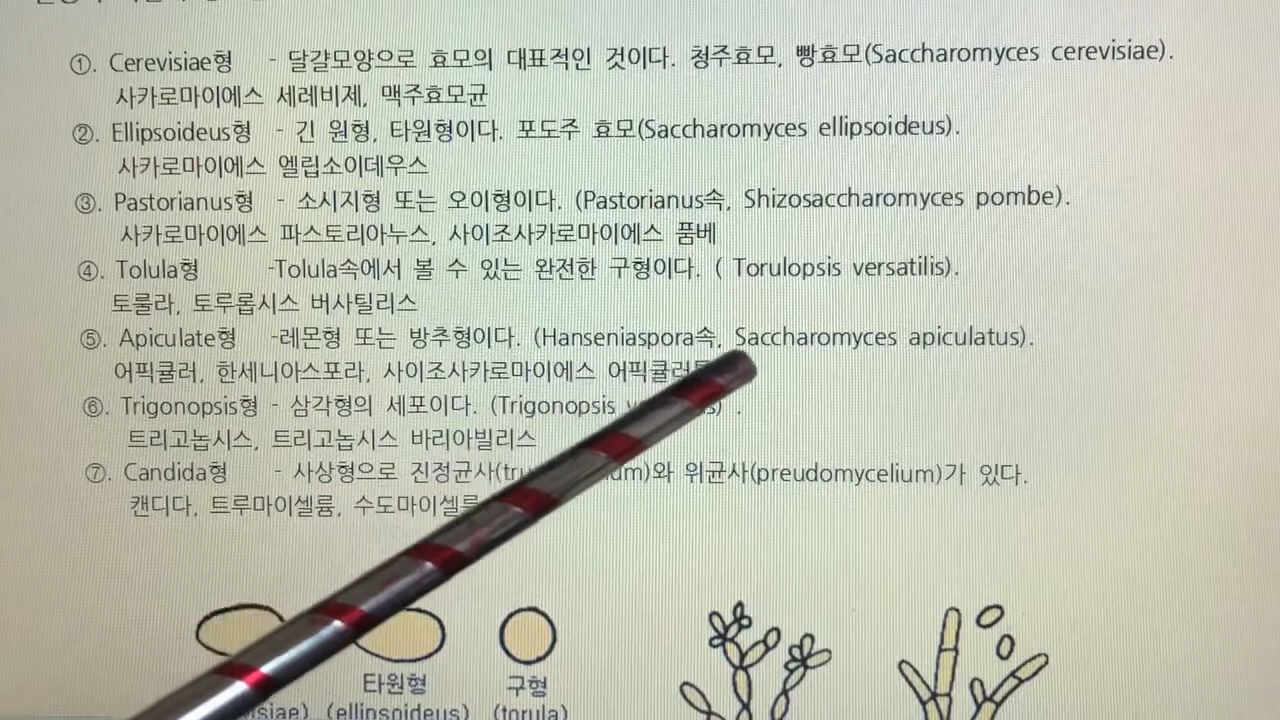 ①. Cerevisiae형 - 달걀모양으로 효모의 대표적인 것이다. 청주효모, 빵효모(Saccharomyces cerevisiae).
사카로마이에스 세레비제, 맥주효모균
②. Ellipsoideus형 - 긴 원형, 타원형이다. 포도주 효모(Saccharomyces ellipsoideus).
사카로마이에스 엘립소이데우스
③. Pastorianus형 - 소시지형 또는 오이형이다. (Pastorianus속, Shizosaccharomyces pombe).
사카로마이에스 파스토리아누스, 사이조사카로마이에스 품베
④. Tolula형 -Tolula속에서 볼 수 있는 완전한 구형이다. ( Torulopsis versatilis).
토룰라, 토루롭시스 버사틸리스
⑤. Apiculate형 -레몬형 또는 방추형이다. (Hanseniaspora속, Saccharomyces apiculatus).
어픽큘러, 한세니아스포라, 사이조사카로마이에스
⑥. Trigonopsis형 - 삼각형의 세포이다. (Trigonopsis
트리고놉시스, 트리고놉시스 바리아빌리스
⑦. Candida형 - 사상형으로 진정균사 와 위균사(preudomycelium)가 있다.
캔디다, 트루마이셀륨, 수도마이셀륨
타원형 구형
(ellipsoideus) (torula)